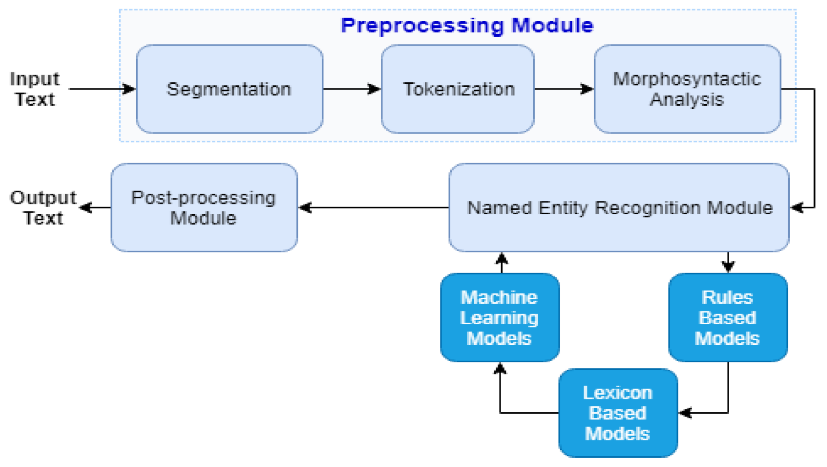 Preprocessing Module
Input
Text
Segmentation
Tokenization
Morphosyntactic
Analysis
Output
Text
Post-processing
Module
Named Entity Recognition Module
Machine
Learning
Models
Rules
Based
Models
Lexicon
Based
Models